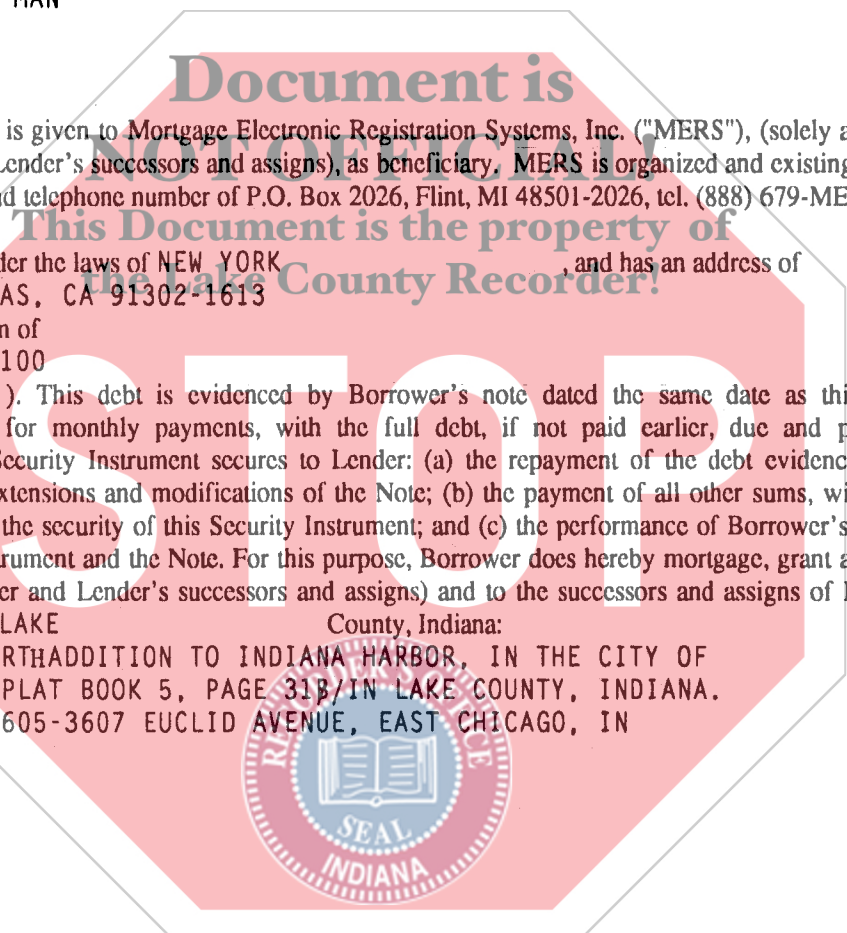 MAN
Document is
is given to Mortgage Electronic Registration Systems, Inc. ("MERS"), (solely a
NOT OFFICIAL!
Lender's successors and assigns), as beneficiary. MERS is organized and existing
d telephone number of P.O. Box 2026, Flint, MI 48501-2026, tel. (888) 679-ME
This Document is the property of
der the laws of NEW YORK , and has an address of
the Lake County Recorder!
AS, CA 91302-1613
n of
100
). This debt is evidenced by Borrower's note dated the same date as thi
for monthly payments, with the full debt, if not paid earlier, due and p
Security Instrument secures to Lender: (a) the repayment of the debt evidenc
xtensions and modifications of the Note; (b) the payment of all other sums, wi
the security of this Security Instrument; and (c) the performance of Borrower's
rument and the Note. For this purpose, Borrower does hereby mortgage, grant a
er and Lender's successors and assigns) and to the successors and assigns of
STOP
LAKE County, Indiana:
RTHADDITION TO INDIANA HARBOR, IN THE CITY OF
PLAT BOOK 5, PAGE IN LAKE COUNTY, INDIANA.
605-3607 EUCLID AVENUE, EAST CHICAGO, IN
RECORDER'S OFFICE
SEAL
INDIANA